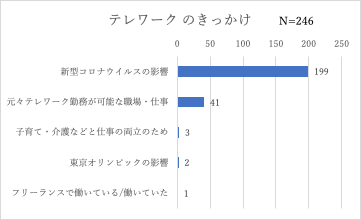 テレワーク のきっかけ N=246
0 50 100 150 200 250
新型コロナウイルスの影響 199
元々テレワーク勤務が可能な職場・仕事 41
子育て・介護などと仕事の両立のため 3
東京オリンピックの影響 2
フリーランスで働いている/働いていた 1